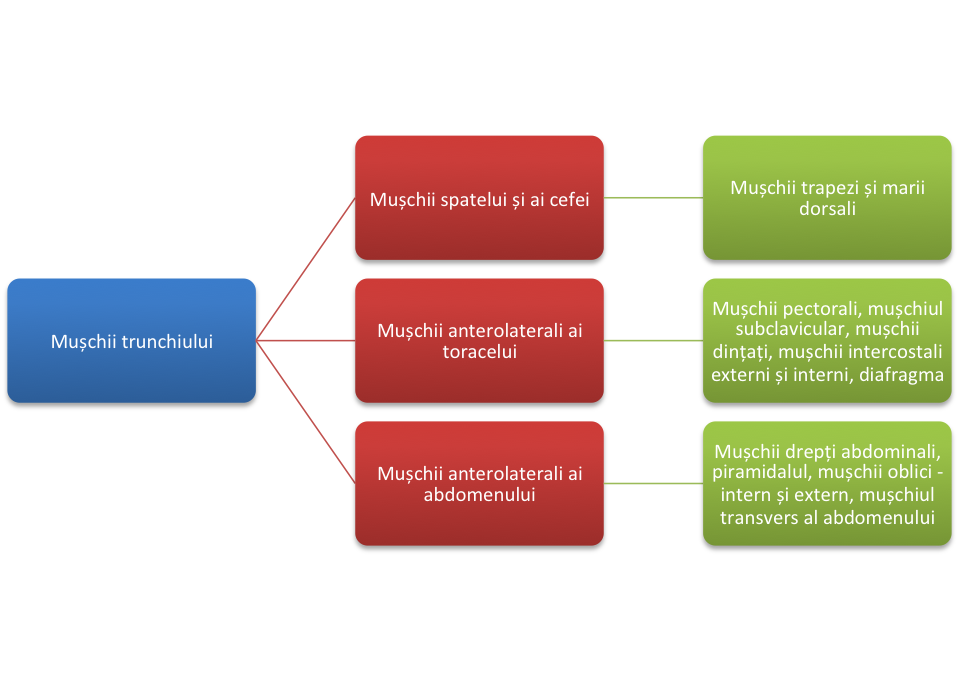 Mușchii trunchiului
Mușchii spatelui și ai cefei
Mușchii trapezi și marii
dorsali
Mușchii anterolaterali ai
toracelui
Mușchii pectorali, mușchiul
subclavicular, mușchii
dințați, mușchii intercostali
externi și interni, diafragma
Mușchii anterolaterali ai
abdomenului
Mușchii drepți abdominali,
piramidalul, mușchii oblici -
intern și extern, mușchiul
transvers al abdomenului